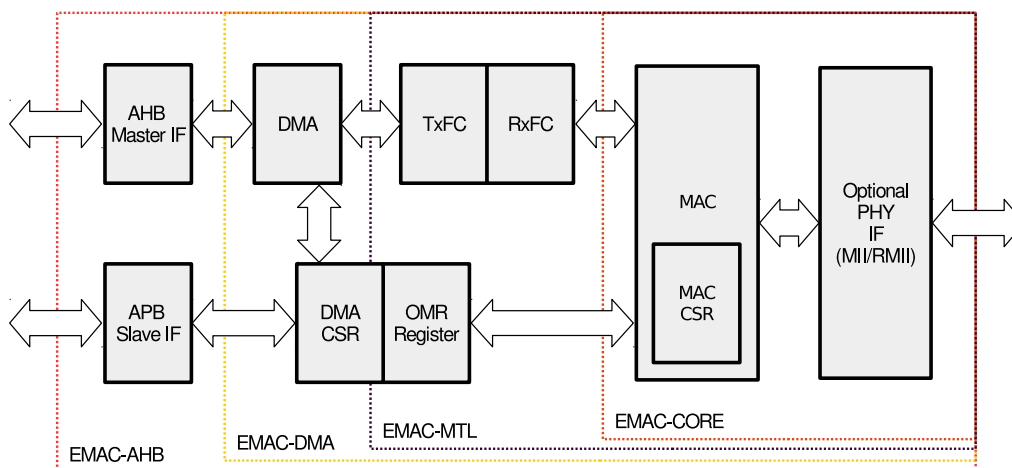 AHB
Master IF
DMA
TxFC
RxFC
MAC
Optional
PHY
IF
(MII/RMII)
APB
Slave IF
DMA
CSR
OMR
Register
MAC
CSR
EMAC-AHB
EMAC-DMA
EMAC-MTL
EMAC-CORE